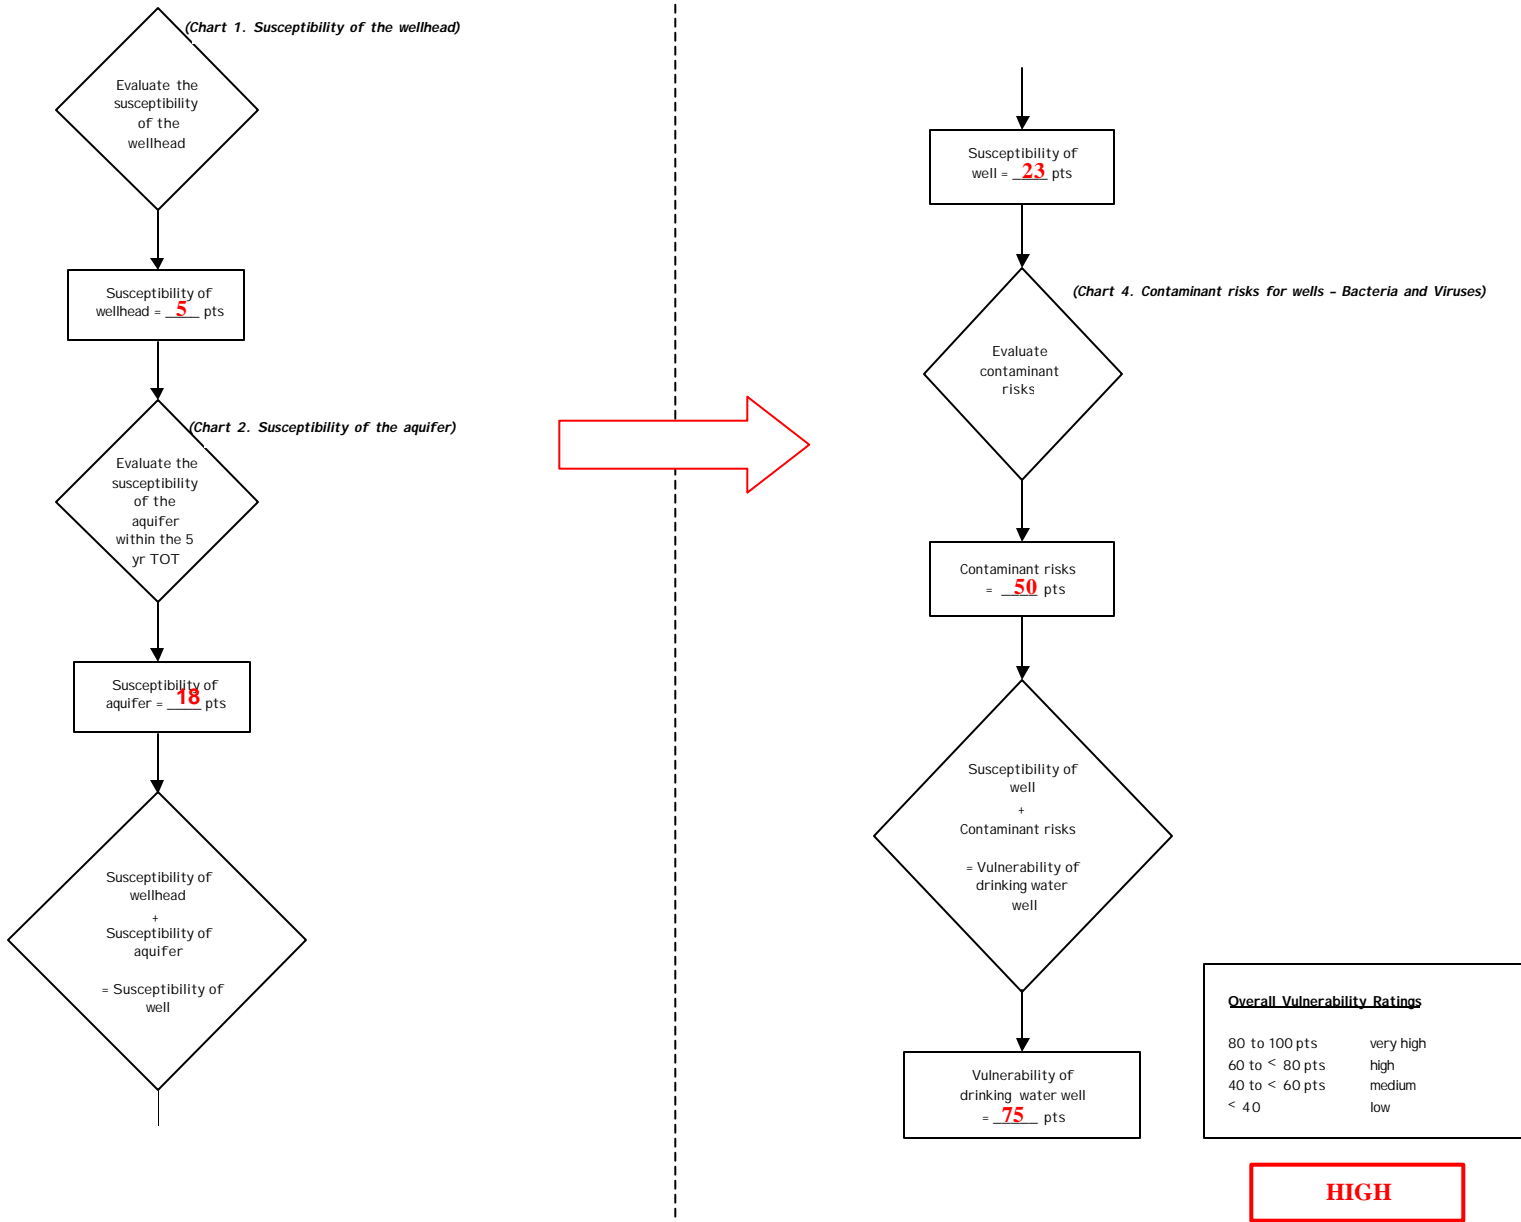 (Chart 1. Susceptibility of the wellhead)
Evaluate the
susceptibility
of the
wellhead
Susceptibility of
wellhead = 5 pts
(Chart 2. Susceptibility of the aquifer)
Evaluate the
susceptibility
of the
aquifer
within the 5
yr TOT
Susceptibility of
aquifer = 18 pts
Susceptibility of
wellhead
+
Susceptibility of
aquifer
= Susceptibility of
well
Susceptibility of
well = 23 pts
(Chart 4. Contaminant risks for wells – Bacteria and Viruses)
Evaluate
contaminant
risks
Contaminant risks
= 50 pts
Susceptibility of
well
+
Contaminant risks
= Vulnerability of
drinking water
well
Vulnerability of
drinking water well
= 75 pts
Overall Vulnerability Ratings
80 to 100 pts very high
60 to < 80 pts high
40 to < 60 pts medium
< 40 low
HIGH